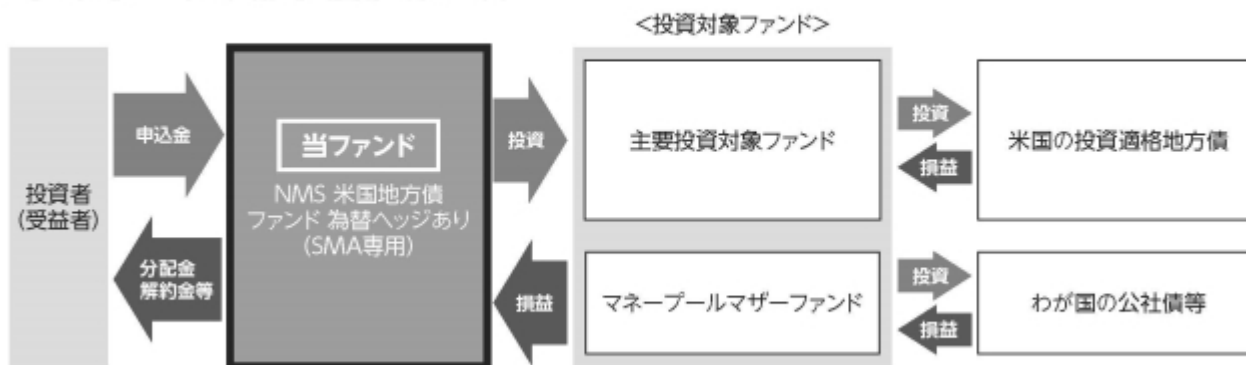 <投資対象ファンド>
投資者
(受益者)
申込金
分配金
解約金等
当ファンド
NMS 米国地方債
ファンド 為替ヘッジあり
(SMA専用)
投資
損益
主要投資対象ファンド
マネープールマザーファンド
投資
損益
米国の投資適格地方債
投資
損益
わが国の公社債等